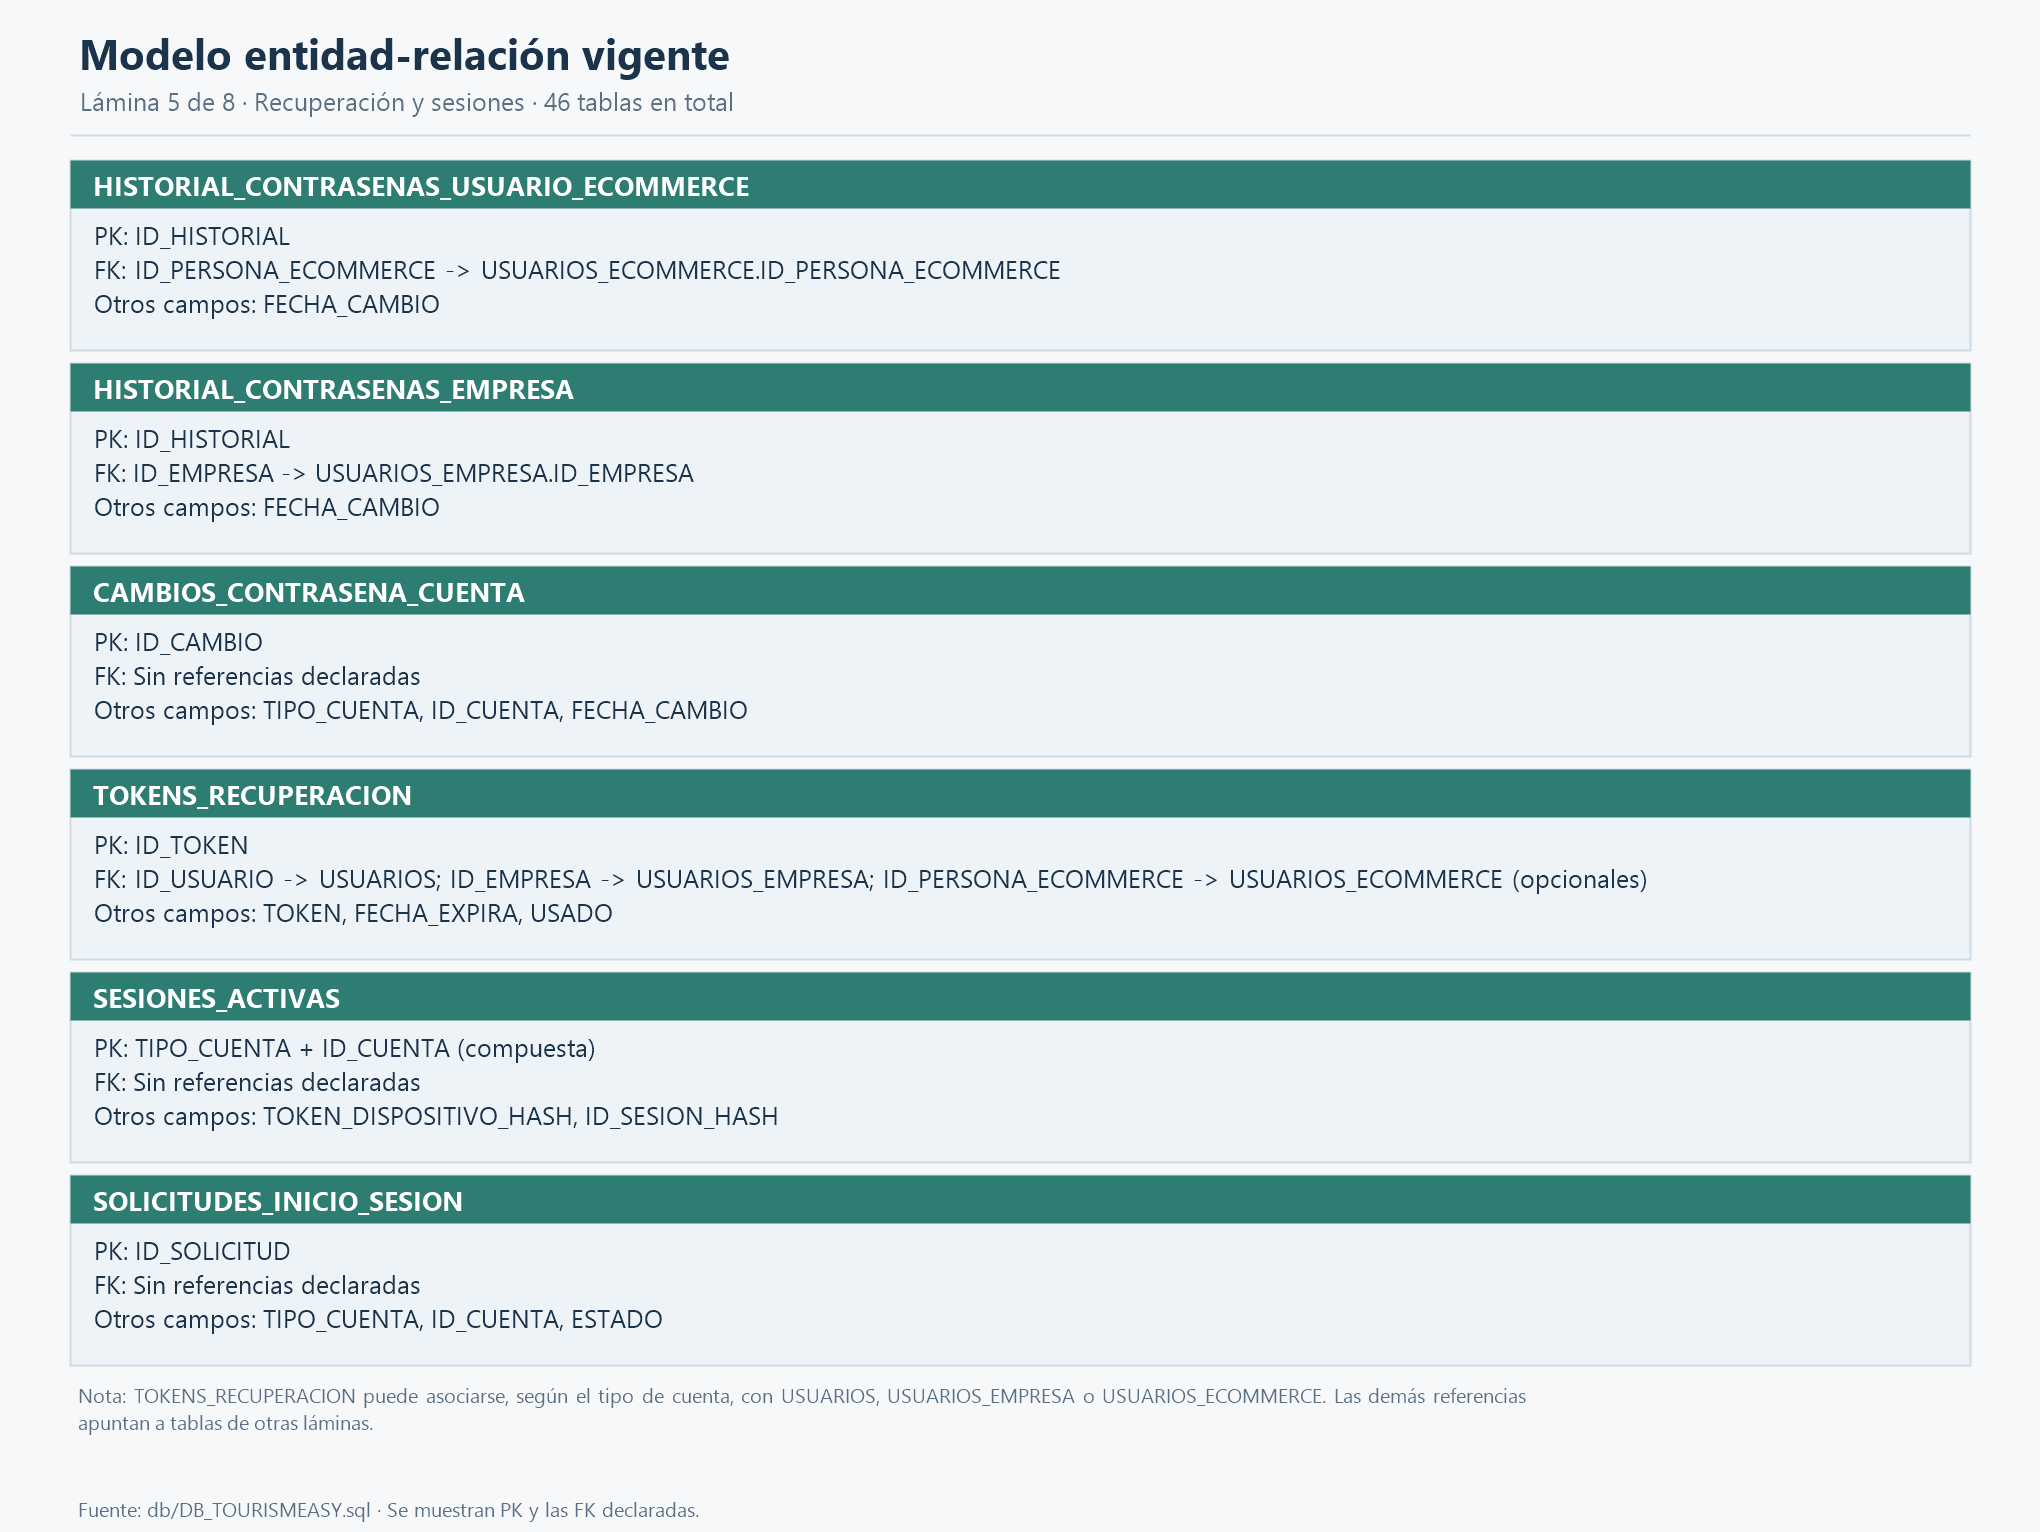 Modelo entidad-relación vigente
Lámina 5 de 8 · Recuperación y sesiones · 46 tablas en total
HISTORIAL_CONTRASENAS_USUARIO_ECOMMERCE
PK: ID_HISTORIAL
FK: ID_PERSONA_ECOMMERCE -> USUARIOS_ECOMMERCE.ID_PERSONA_ECOMMERCE
Otros campos: FECHA_CAMBIO
HISTORIAL_CONTRASENAS_EMPRESA
PK: ID_HISTORIAL
FK: ID_EMPRESA -> USUARIOS_EMPRESA.ID_EMPRESA
Otros campos: FECHA_CAMBIO
CAMBIOS_CONTRASENA_CUENTA
PK: ID_CAMBIO
FK: Sin referencias declaradas
Otros campos: TIPO_CUENTA, ID_CUENTA, FECHA_CAMBIO
TOKENS_RECUPERACION
PK: ID_TOKEN
FK: ID_USUARIO -> USUARIOS; ID_EMPRESA -> USUARIOS_EMPRESA; ID_PERSONA_ECOMMERCE -> USUARIOS_ECOMMERCE (opcionales)
Otros campos: TOKEN, FECHA_EXPIRA, USADO
SESIONES_ACTIVAS
PK: TIPO_CUENTA + ID_CUENTA (compuesta)
FK: Sin referencias declaradas
Otros campos: TOKEN_DISPOSITIVO_HASH, ID_SESION_HASH
SOLICITUDES_INICIO_SESION
PK: ID_SOLICITUD
FK: Sin referencias declaradas
Otros campos: TIPO_CUENTA, ID_CUENTA, ESTADO
Nota: TOKENS_RECUPERACION puede asociarse, según el tipo de cuenta, con USUARIOS, USUARIOS_EMPRESA o USUARIOS_ECOMMERCE. Las demás referencias
apuntan a tablas de otras láminas.
Fuente: db/DB_TOURISMEASY.sql · Se muestran PK y las FK declaradas.